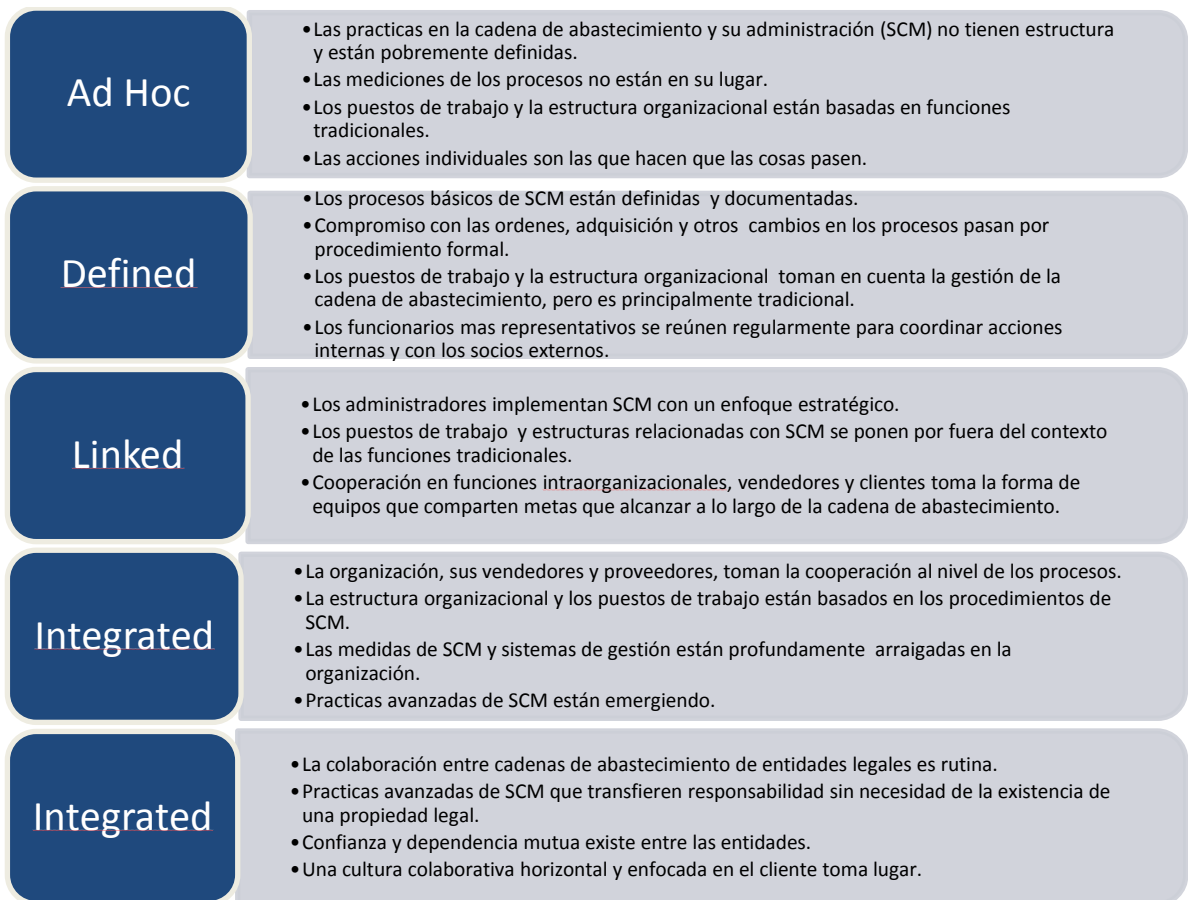 Ad Hoc
•Las practicas en la cadena de abastecimiento y su administración (SCM) no tienen estructura
y están pobremente definidas.
•Las mediciones de los procesos no están en su lugar.
•Los puestos de trabajo y la estructura organizacional están basadas en funciones
tradicionales.
•Las acciones individuales son las que hacen que las cosas pasen.
Defined
•Los procesos básicos de SCM están definidas y documentadas.
•Compromiso con las ordenes, adquisición y otros cambios en los procesos pasan por
procedimiento formal.
•Los puestos de trabajo y la estructura organizacional toman en cuenta la gestión de la
cadena de abastecimiento, pero es principalmente tradicional.
•Los funcionarios mas representativos se reúnen regularmente para coordinar acciones
internas y con los socios externos.
Linked
•Los administradores implementan SCM con un enfoque estratégico.
•Los puestos de trabajo y estructuras relacionadas con SCM se ponen por fuera del contexto
de las funciones tradicionales.
•Cooperación en funciones intraorganizacionales, vendedores y clientes toma la forma de
equipos que comparten metas que alcanzar a lo largo de la cadena de abastecimiento.
Integrated
•La organización, sus vendedores y proveedores, toman la cooperación al nivel de los procesos.
•La estructura organizacional y los puestos de trabajo están basados en los procedimientos de
SCM.
•Las medidas de SCM y sistemas de gestión están profundamente arraigadas en la
organización.
•Practicas avanzadas de SCM están emergiendo.
Integrated
•La colaboración entre cadenas de abastecimiento de entidades legales es rutina.
•Practicas avanzadas de SCM que transfieren responsabilidad sin necesidad de la existencia de
una propiedad legal.
•Confianza y dependencia mutua existe entre las entidades.
•Una cultura colaborativa horizontal y enfocada en el cliente toma lugar.